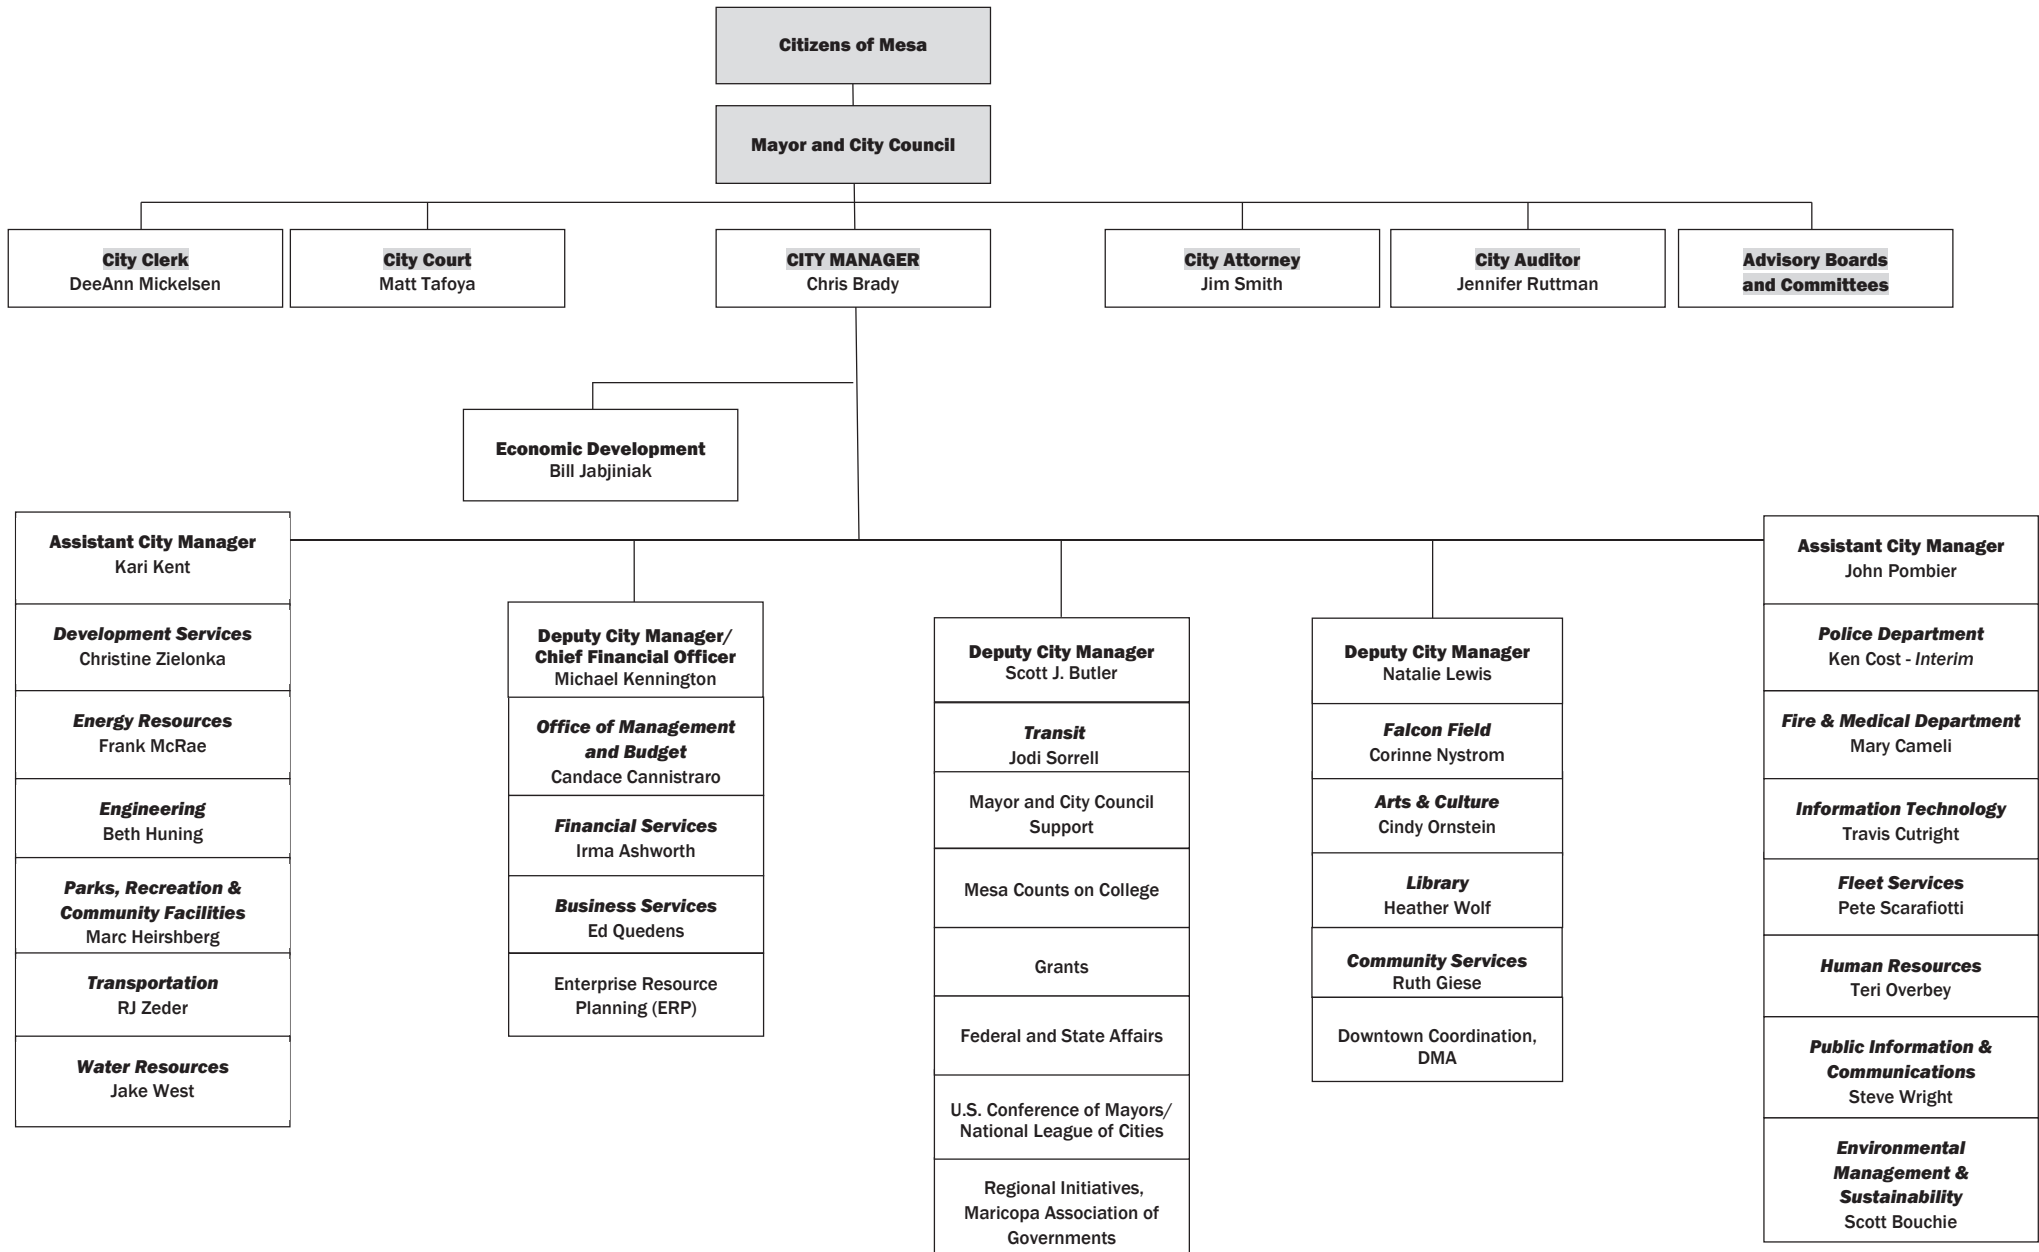 Citizens of Mesa
Mayor and City Council
City Clerk
DeeAnn Mickelsen
City Court
Matt Tafoya
CITY MANAGER
Chris Brady
City Attorney
Jim Smith
City Auditor
Jennifer Ruttman
Advisory Boards
and Committees
Economic Development
Bill Jabjiniak
Assistant City Manager
Kari Kent
Development Services
Christine Zielonka
Energy Resources
Frank McRae
Engineering
Beth Huning
Parks, Recreation &
Community Facilities
Marc Heirshberg
Transportation
RJ Zeder
Water Resources
Jake West
Deputy City Manager/
Chief Financial Officer
Michael Kennington
Office of Management
and Budget
Candace Cannistraro
Financial Services
Irma Ashworth
Business Services
Ed Quedens
Enterprise Resource
Planning (ERP)
Deputy City Manager
Scott J. Butler
Transit
Jodi Sorrell
Mayor and City Council
Support
Mesa Counts on College
Grants
Federal and State Affairs
U.S. Conference of Mayors/
National League of Cities
Regional Initiatives,
Maricopa Association of
Governments
Deputy City Manager
Natalie Lewis
Falcon Field
Corinne Nystrom
Arts & Culture
Cindy Ornstein
Library
Heather Wolf
Community Services
Ruth Giese
Downtown Coordination,
DMA
Assistant City Manager
John Pombier
Police Department
Ken Cost - Interim
Fire & Medical Department
Mary Cameli
Information Technology
Travis Cutright
Fleet Services
Pete Scarafiotti
Human Resources
Teri Overbey
Public Information &
Communications
Steve Wright
Environmental
Management &
Sustainability
Scott Bouchie